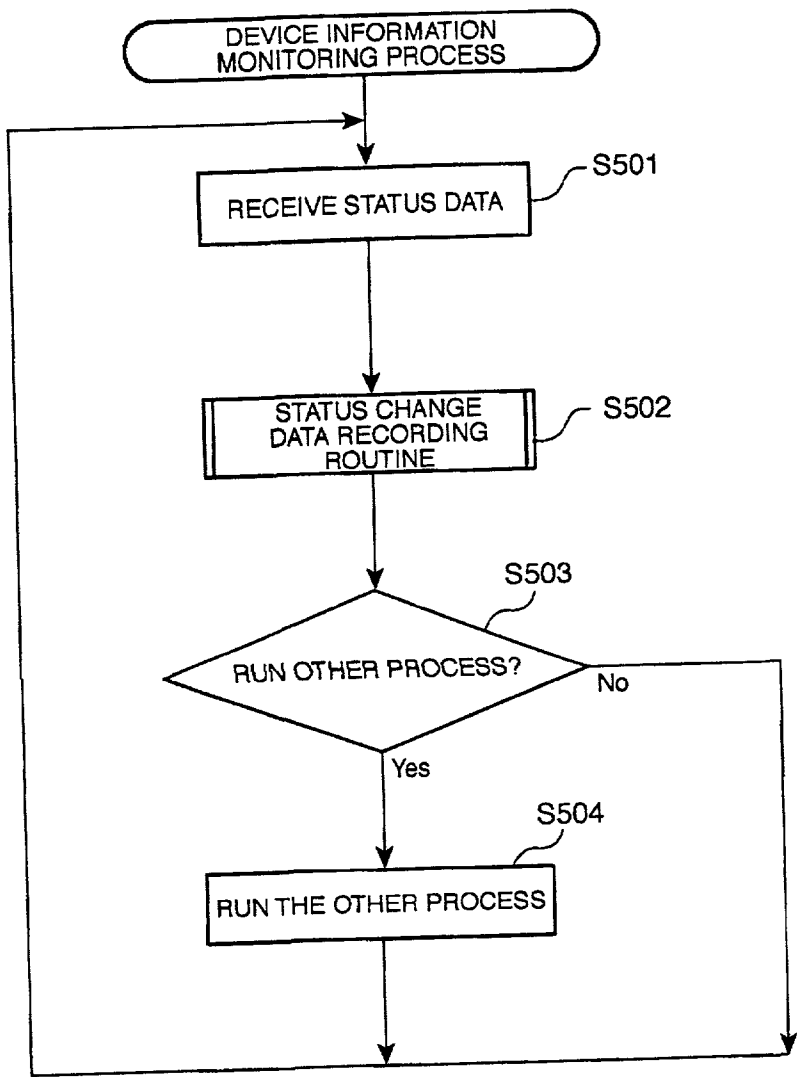 DEVICE INFORMATION
MONITORING PROCESS
S501
RECEIVE STATUS DATA
STATUS CHANGE
DATA RECORDING
ROUTINE
S502
S503
RUN OTHER PROCESS?
No
Yes
S504
RUN THE OTHER PROCESS